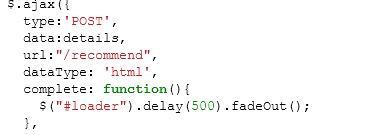 $.ajax({
  type:'POST',
  data:details,
  url:"/recommend",
  dataType: 'html',
  complete: function(){
    $("#loader").delay(500).fadeOut();
  },